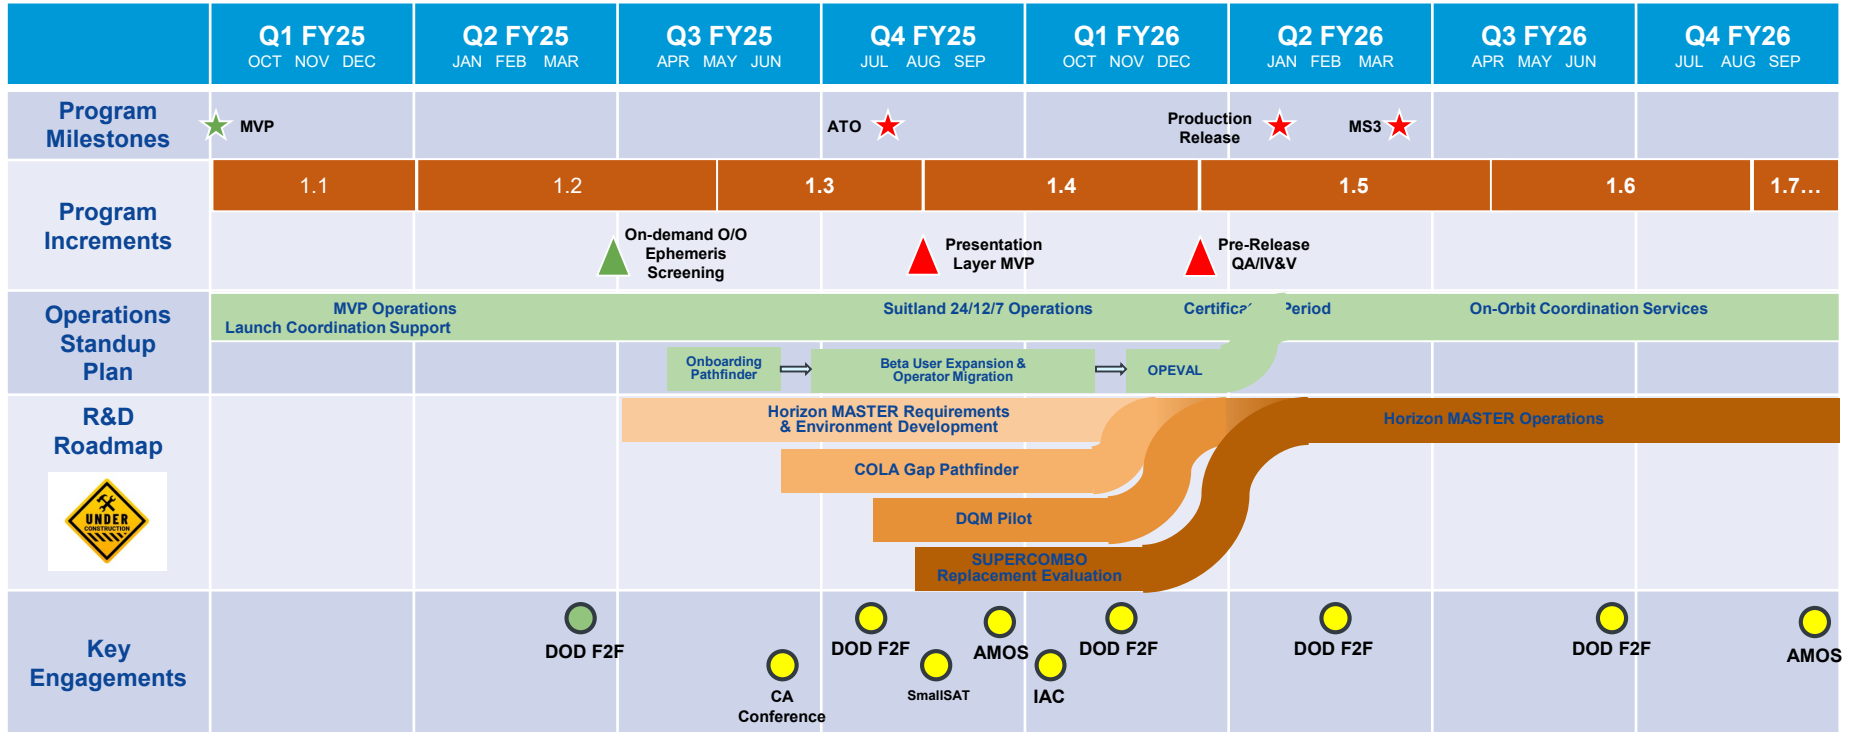 Q1 FY25
OCT NOV DEC
Q2 FY25
JAN FEB MAR
Q3 FY25
APR MAY JUN
Q4 FY25
JUL AUG SEP
Q1 FY26
OCT NOV DEC
Q2 FY26
JAN FEB MAR
Q3 FY26
APR MAY JUN
Q4 FY26
JUL AUG SEP
Program
Milestones
MVP
ATO
Production
Release
MS3
Program
Increments
1.1
1.2
1.3
1.4
1.5
1.6
1.7…
On-demand O/O
Ephemeris
Screening
Presentation
Layer MVP
Pre-Release
QA/IV&V
Operations
Standup
Plan
MVP Operations
Launch Coordination Support
Suitland 24/12/7 Operations
Period
On-Orbit Coordination Services
Onboarding
Pathfinder
Beta User Expansion &
Operator Migration
OPEVAL
R&D
Roadmap
UNDER
CONSTRUCTION
Horizon MASTER Requirements
& Environment Development
Horizon MASTER Operations
COLA Gap Pathfinder
DQM Pilot
SUPERCOMBO
Replacement Evaluation
Key
Engagements
DOD F2F
CA
Conference
DOD F2F
SmallSAT
AMOS
IAC
DOD F2F
DOD F2F
DOD F2F
AMOS